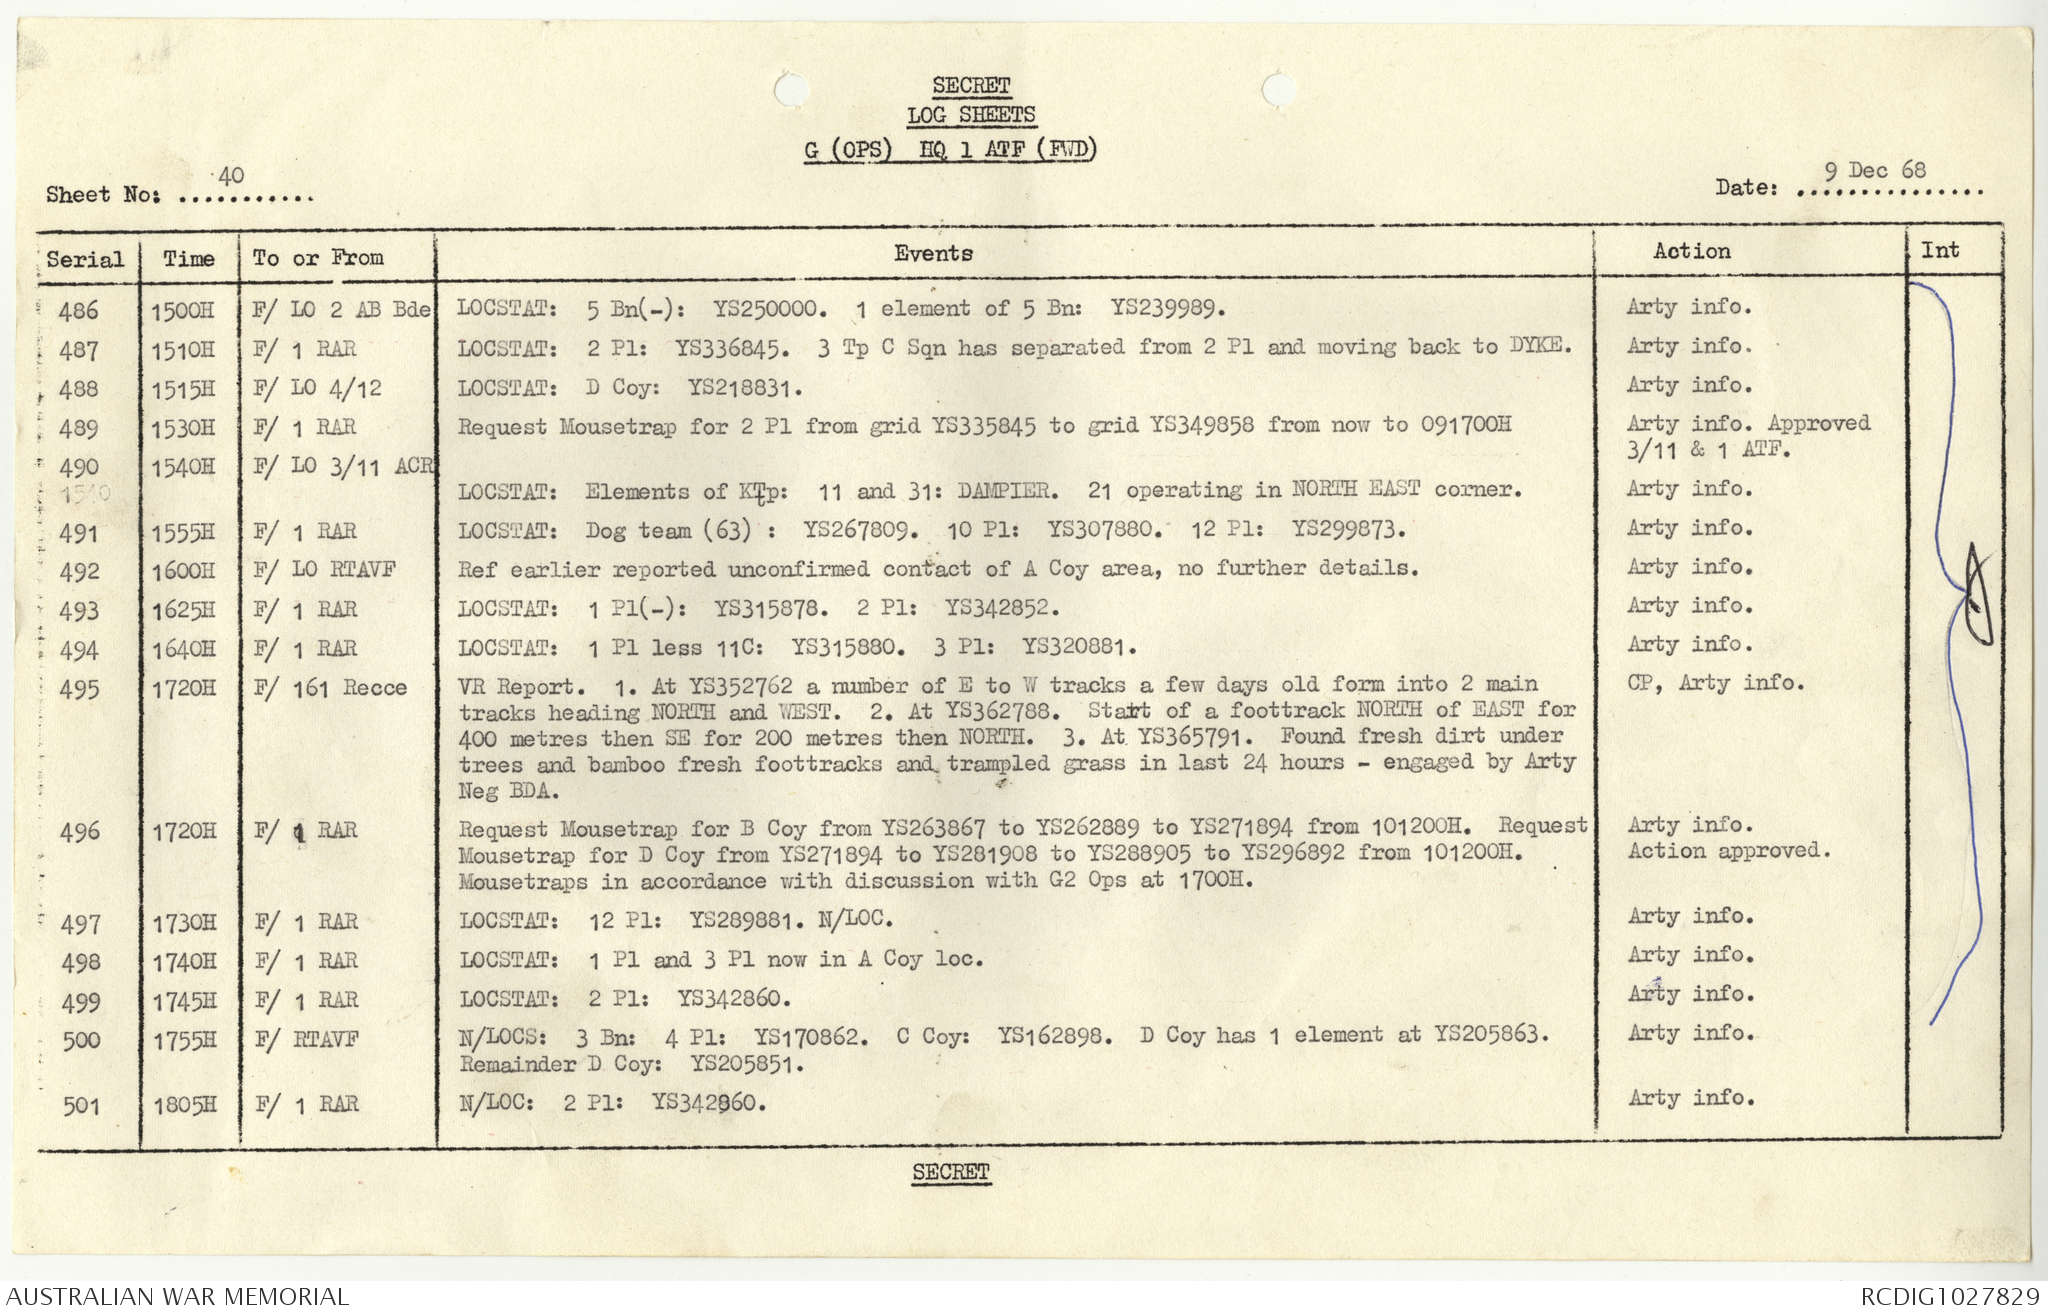 SECRET
LOG SHEETS
G (OPS) HQ 1 ATF (FWD)
Sheet No: 40
Date: 9 Dec 68
Serial Time To or From Events Action Int
486 1500H F/ LO 2 AB Bde LOCSTAT: 5 Bn(-): YS250000. 1 element of 5 Bn: YS239989. Arty info.
487 1510H F/ 1 RAR LOCSTAT: 2 Pl: YS336845. 3 Tp C Sqn has separated from 2 Pl and moving back to DYKE. Arty info.
488 1515H F/ LO 4/12 LOCSTAT: D Coy: YS218831. Arty info.
489 1530H F/ 1 RAR Request Mousetrap for 2 Pl from grid YS335845 to grid YS349858 from now to 091700H Arty info. Approved
3/11 & 1 ATF.
490 1540H F/ LO 3/11 ACR
1540 LOCSTAT: Elements of KTp: 11 and 31: DAMPIER. 21 operating in NORTH EAST corner. Arty info.
491 1555H F/ 1 RAR LOCSTAT: Dog team (63) : YS267809. 10 Pl: YS307880. 12 Pl: YS299873. Arty info.
492 1600H F/ LO RTAVF Ref earlier reported unconfirmed contact of A Coy area, no further details. Arty info.
493 1625H F/ 1 RAR LOCSTAT: 1 Pl(-): YS315878. 2 Pl: YS342852. Arty info.
494 1640H F/ 1 RAR LOCSTAT: 1 Pl less 11C: YS315880. 3 Pl: YS320881. Arty info.
495 1720H F/ 161 Recce VR Report. 1. At YS352762 a number of E to W tracks a few days old form into 2 main CP, Arty info.
tracks heading NORTH and WEST. 2. At YS362788. Start of a foottrack NORTH of EAST for
400 metres then SE for 200 metres then NORTH. 3. At YS365791. Found fresh dirt under
trees and bamboo fresh foottracks and trampled grass in last 24 hours - engaged by Arty
Neg BDA.
496 1720H F/ 1 RAR Request Mousetrap for B Coy from YS263867 to YS262889 to YS271894 from 101200H. Request Arty info.
Mousetrap for D Coy from YS271894 to YS281908 to YS288905 to YS296892 from 101200H. Action approved.
Mousetraps in accordance with discussion with G2 Ops at 1700H.
497 1730H F/ 1 RAR LOCSTAT: 12 Pl: YS289881. N/LOC. Arty info.
498 1740H F/ 1 RAR LOCSTAT: 1 Pl and 3 Pl now in A Coy loc. Arty info.
499 1745H F/ 1 RAR LOCSTAT: 2 Pl: YS342860. Arty info.
500 1755H F/ RTAVF N/LOCS: 3 Bn: 4 Pl: YS170862. C Coy: YS162898. D Coy has 1 element at YS205863. Arty info.
Remainder D Coy: YS205851.
501 1805H F/ 1 RAR N/LOC: 2 Pl: YS342860. Arty info.
SECRET
AUSTRALIAN WAR MEMORIAL
RCDIG1027829